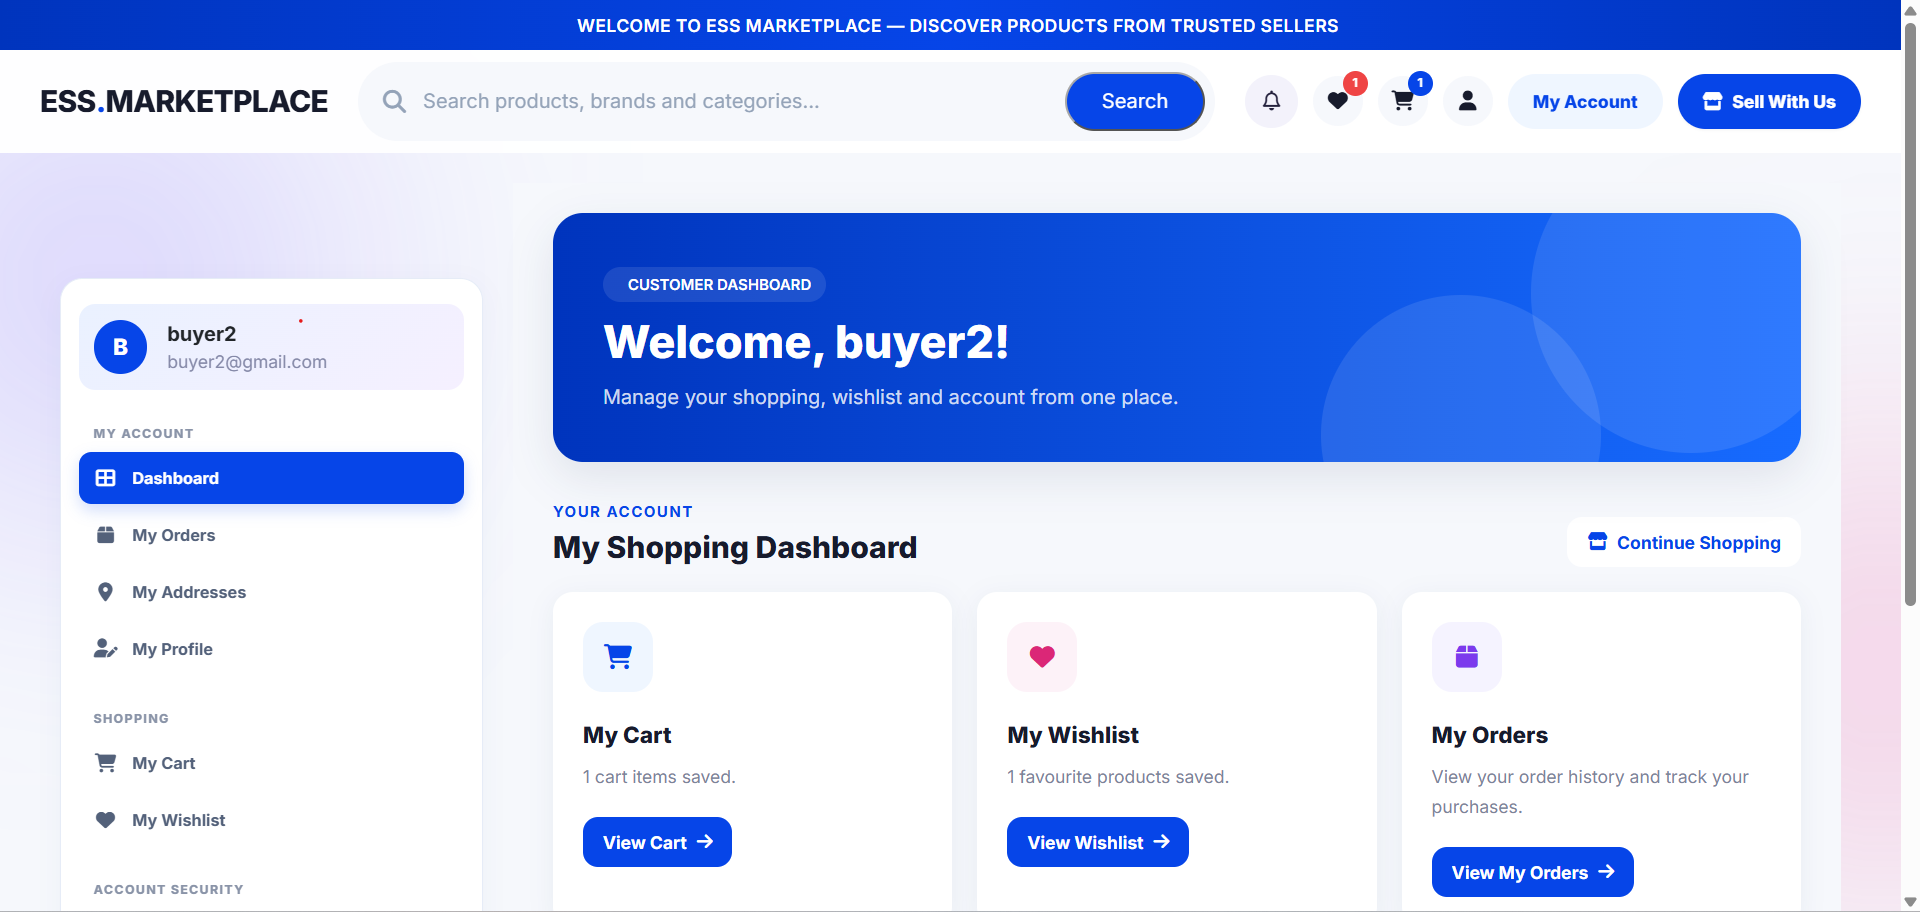 WELCOME TO ESS MARKETPLACE — DISCOVER PRODUCTS FROM TRUSTED SELLERS
ESS.MARKETPLACE
Search products, brands and categories...
Search
1
1
My Account
Sell With Us
B
buyer2
buyer2@gmail.com
MY ACCOUNT
Dashboard
My Orders
My Addresses
My Profile
SHOPPING
My Cart
My Wishlist
ACCOUNT SECURITY
CUSTOMER DASHBOARD
Welcome, buyer2!
Manage your shopping, wishlist and account from one place.
YOUR ACCOUNT
My Shopping Dashboard
Continue Shopping
My Cart
1 cart items saved.
View Cart
My Wishlist
1 favourite products saved.
View Wishlist
My Orders
View your order history and track your
purchases.
View My Orders